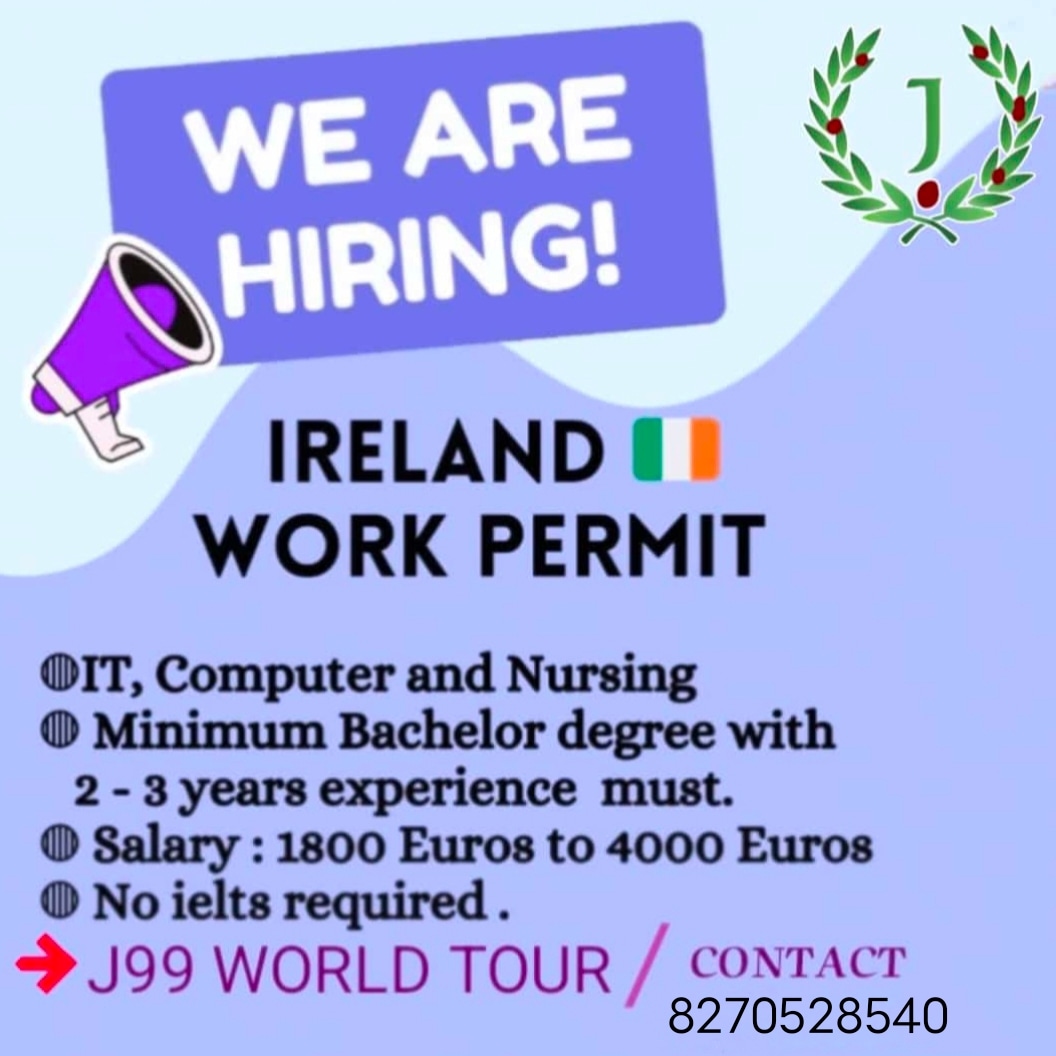 WE ARE
HIRING!
J
IRELAND
WORK PERMIT
IT, Computer and Nursing
Minimum Bachelor degree with
2 - 3 years experience must.
Salary : 1800 Euros to 4000 Euros
No ielts required .
J99 WORLD TOUR / CONTACT
8270528540